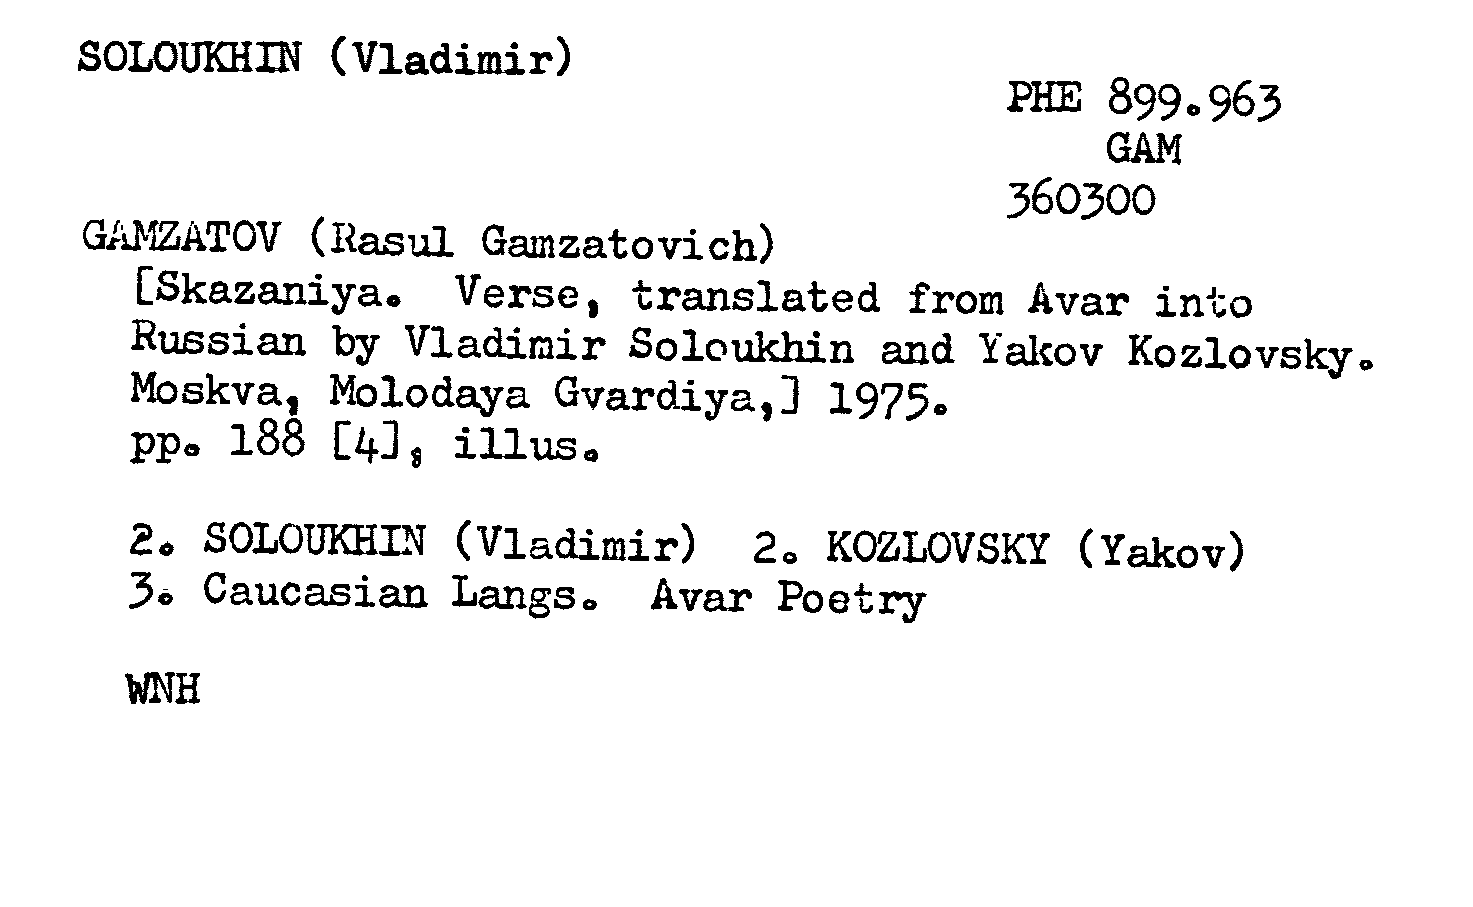 SOLOUKHIN (Vladimir)
PHE 899.963
GAM
360300
GAMZATOV (Rasul Gamzatovich)
[Skazaniya. Verse, translated from Avar into
Russian by Vladimir Soloukhin and Yakov Kozlovsky.
Moskva, Molodaya Gvardiya,] 1975.
pp. 188 [4], illus.
2. SOLOUKHIN (Vladimir) 2. KOZLOVSKY (Yakov)
3. Caucasian Langs. Avar Poetry
WNH